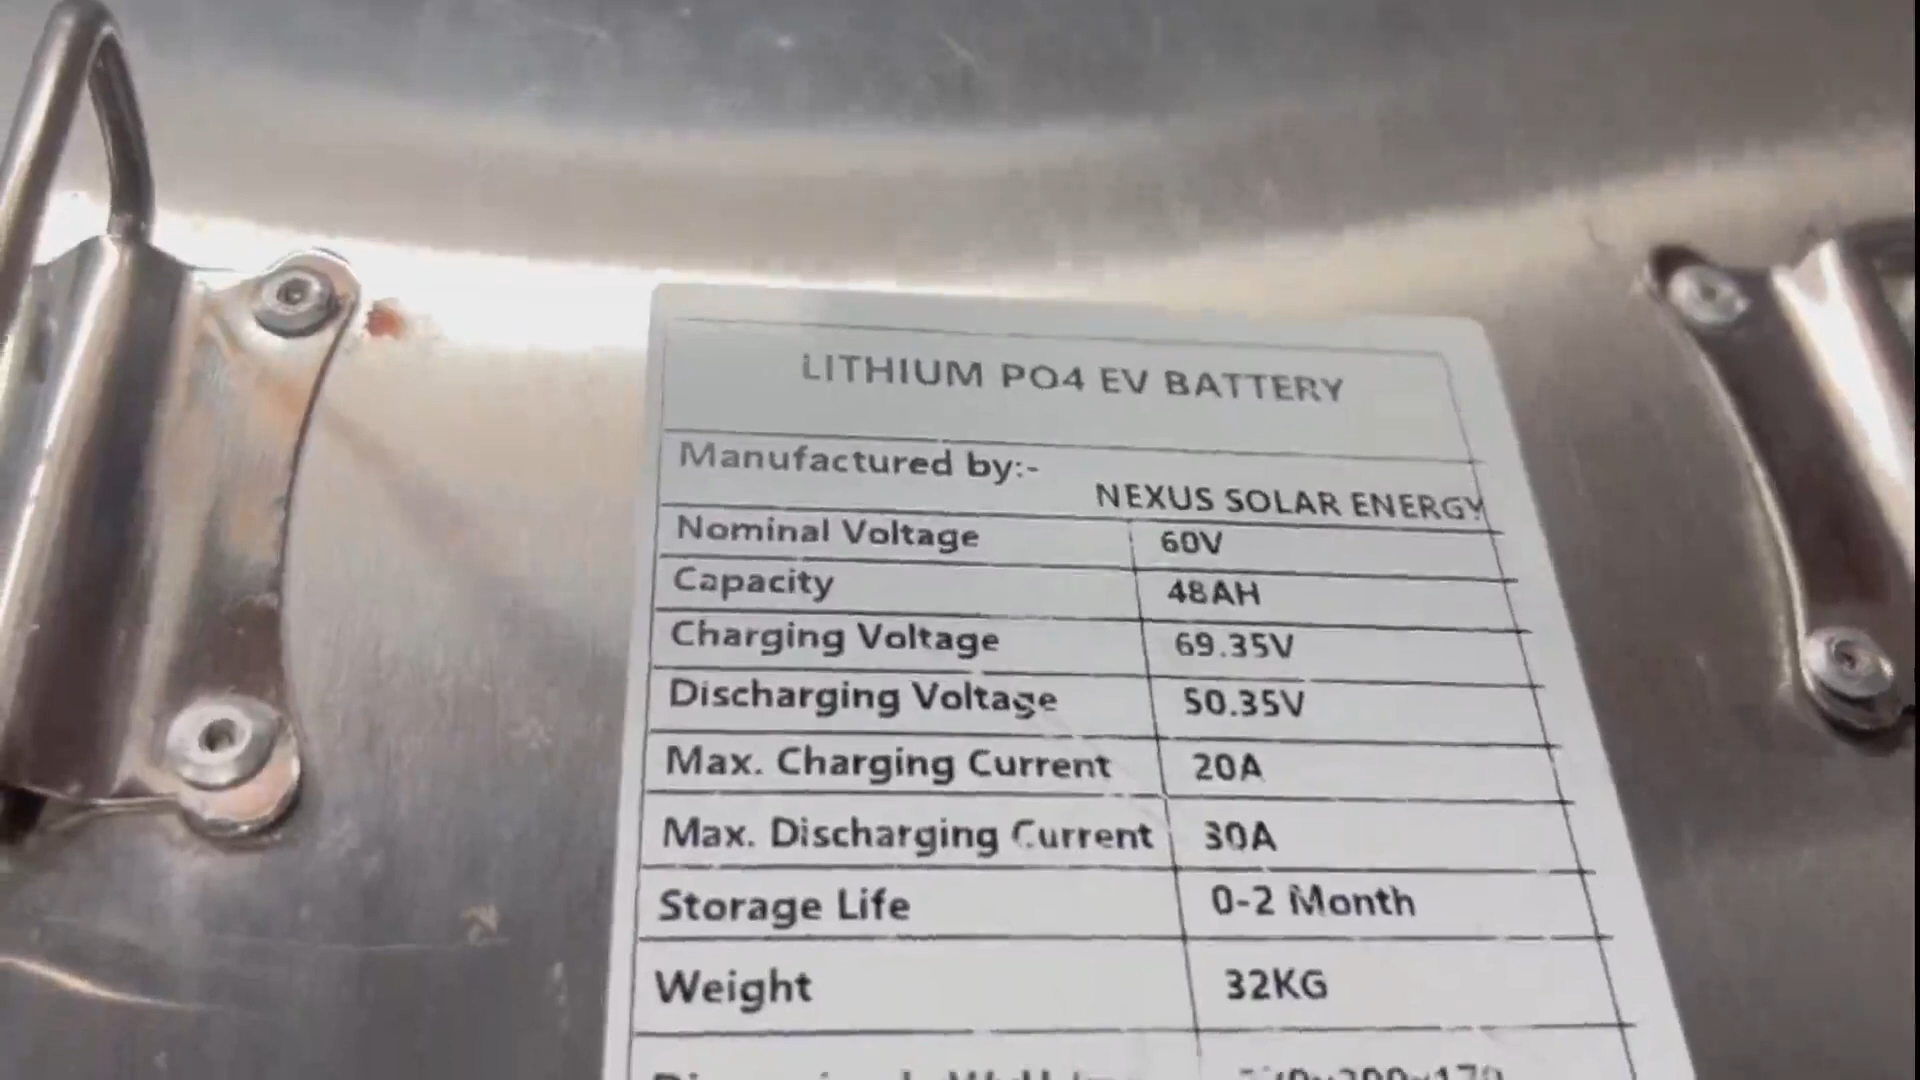 LITHIUM PO4 EV BATTERY
Manufactured by:-
NEXUS SOLAR ENERGY
Nominal Voltage 60V
Capacity 48AH
Charging Voltage 69.35V
Discharging Voltage 50.35V
Max. Charging Current 20A
Max. Discharging Current 30A
Storage Life 0-2 Month
Weight 32KG